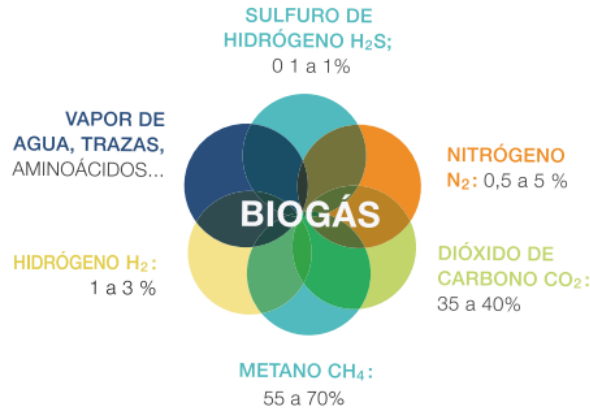 SULFURO DE
HIDRÓGENO H₂S;
0 1 a 1%
VAPOR DE
AGUA, TRAZAS,
AMINOÁCIDOS...
NITRÓGENO
N₂: 0,5 a 5 %
BIOGÁS
HIDRÓGENO H₂:
1 a 3 %
DIÓXIDO DE
CARBONO CO₂:
35 a 40%
METANO CH₄:
55 a 70%